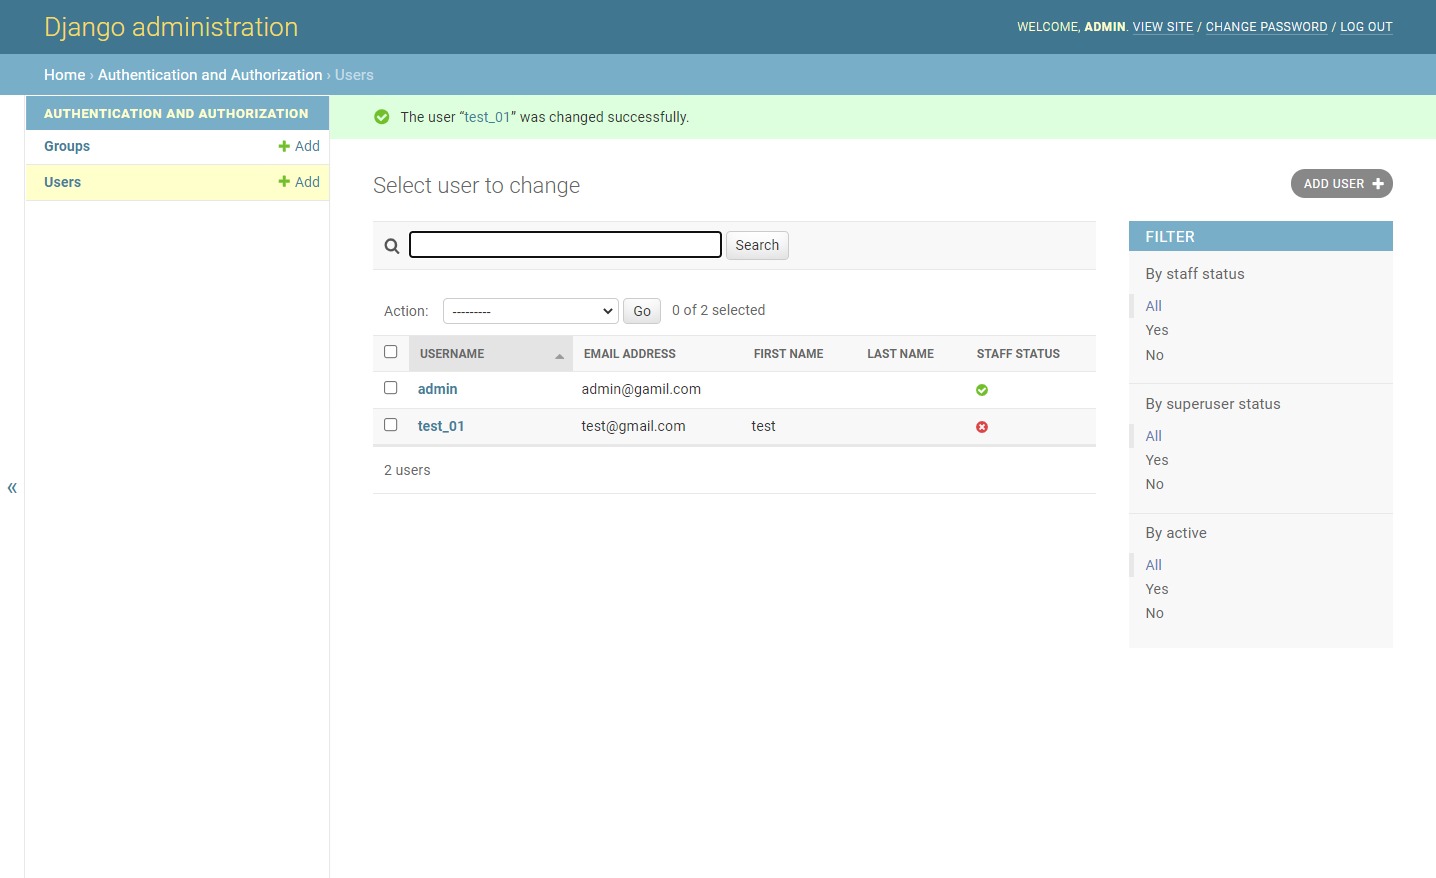 Django administration
WELCOME, ADMIN. VIEW SITE / CHANGE PASSWORD / LOG OUT
Home › Authentication and Authorization › Users
AUTHENTICATION AND AUTHORIZATION
Groups + Add
Users + Add
«
The user “test_01” was changed successfully.
Select user to change
ADD USER +
Search
Action: --------- Go 0 of 2 selected
USERNAME EMAIL ADDRESS FIRST NAME LAST NAME STAFF STATUS
admin admin@gamil.com
test_01 test@gmail.com test
2 users
FILTER
By staff status
All
Yes
No
By superuser status
All
Yes
No
By active
All
Yes
No